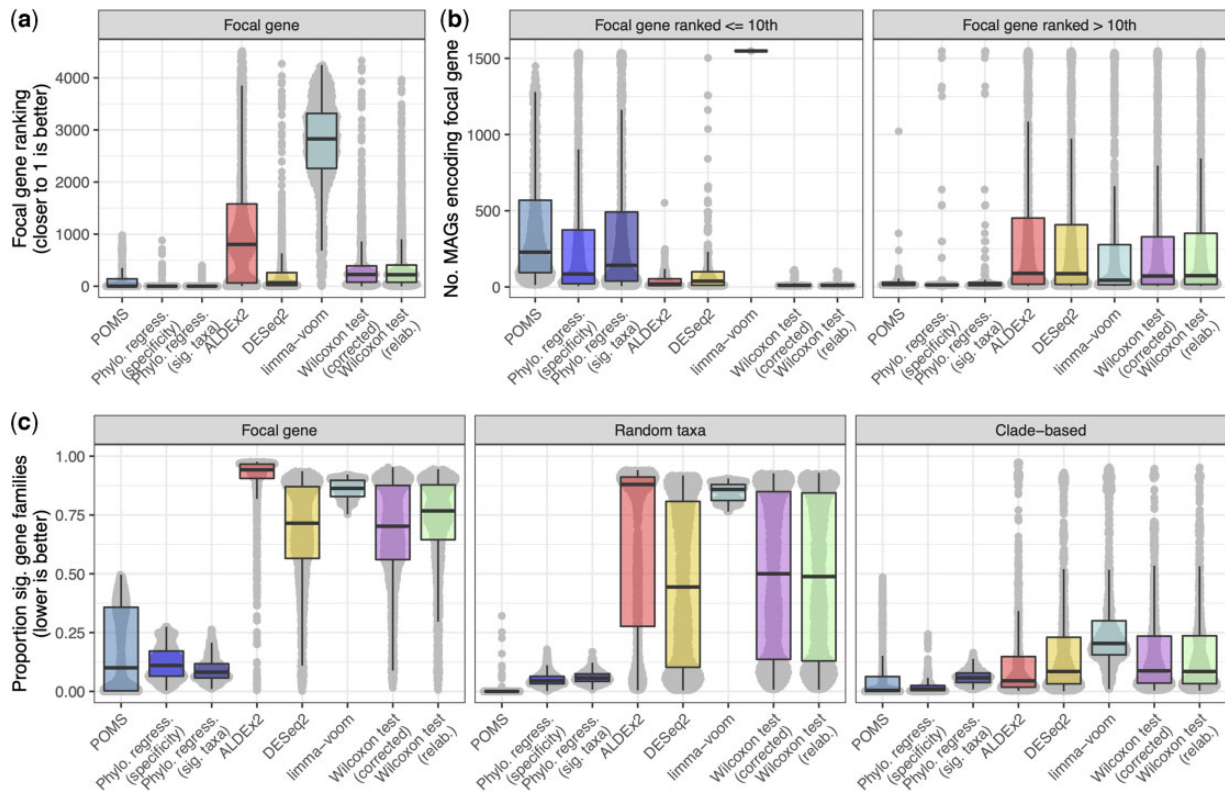 (a)
Focal gene
Focal gene ranking
(closer to 1 is better)
4000
3000
2000
1000
0
POMS
Phylo. regress.
(specificity)
Phylo. regress.
(sig. taxa)
ALDEx2
DESeq2
limma−voom
Wilcoxon test
(corrected)
Wilcoxon test
(relab.)
(b)
Focal gene ranked <= 10th
Focal gene ranked > 10th
No. MAGs encoding focal gene
1500
1000
500
0
POMS
Phylo. regress.
(specificity)
Phylo. regress.
(sig. taxa)
ALDEx2
DESeq2
limma−voom
Wilcoxon test
(corrected)
Wilcoxon test
(relab.)
POMS
Phylo. regress.
(specificity)
Phylo. regress.
(sig. taxa)
ALDEx2
DESeq2
limma−voom
Wilcoxon test
(corrected)
Wilcoxon test
(relab.)
(c)
Focal gene
Random taxa
Clade−based
Proportion sig. gene families
(lower is better)
1.00
0.75
0.50
0.25
0.00
POMS
Phylo. regress.
(specificity)
Phylo. regress.
(sig. taxa)
ALDEx2
DESeq2
limma−voom
Wilcoxon test
(corrected)
Wilcoxon test
(relab.)
POMS
Phylo. regress.
(specificity)
Phylo. regress.
(sig. taxa)
ALDEx2
DESeq2
limma−voom
Wilcoxon test
(corrected)
Wilcoxon test
(relab.)
POMS
Phylo. regress.
(specificity)
Phylo. regress.
(sig. taxa)
ALDEx2
DESeq2
limma−voom
Wilcoxon test
(corrected)
Wilcoxon test
(relab.)